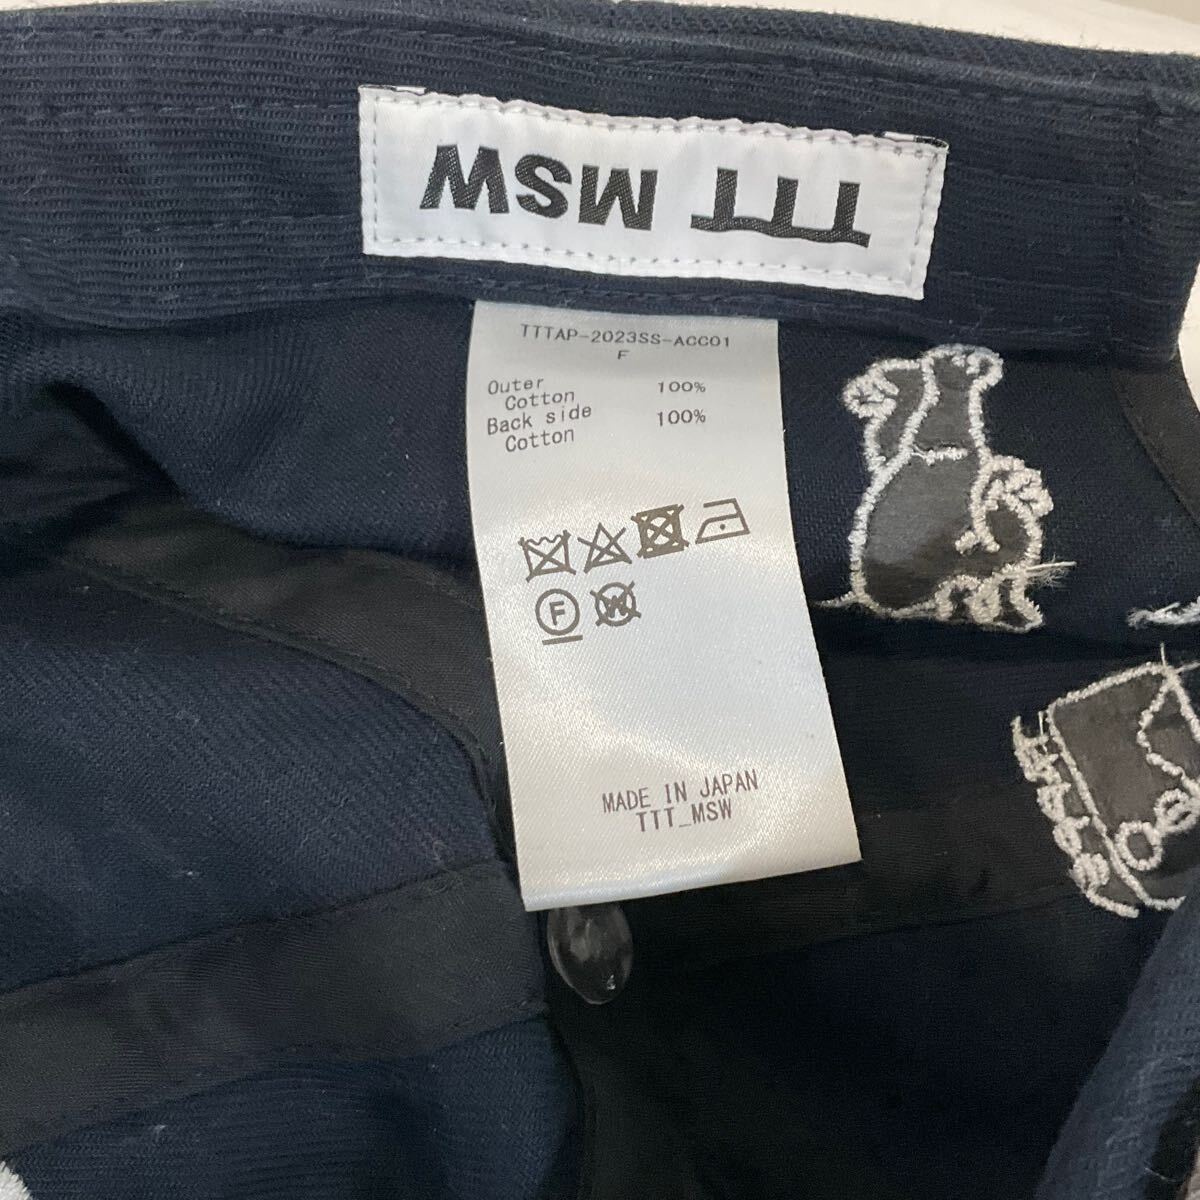 TTT MSW
TTTAP-2023SS-ACC01
F
Outer
Cotton 100%
Back side
Cotton 100%
F
W
MADE IN JAPAN
TTT_MSW